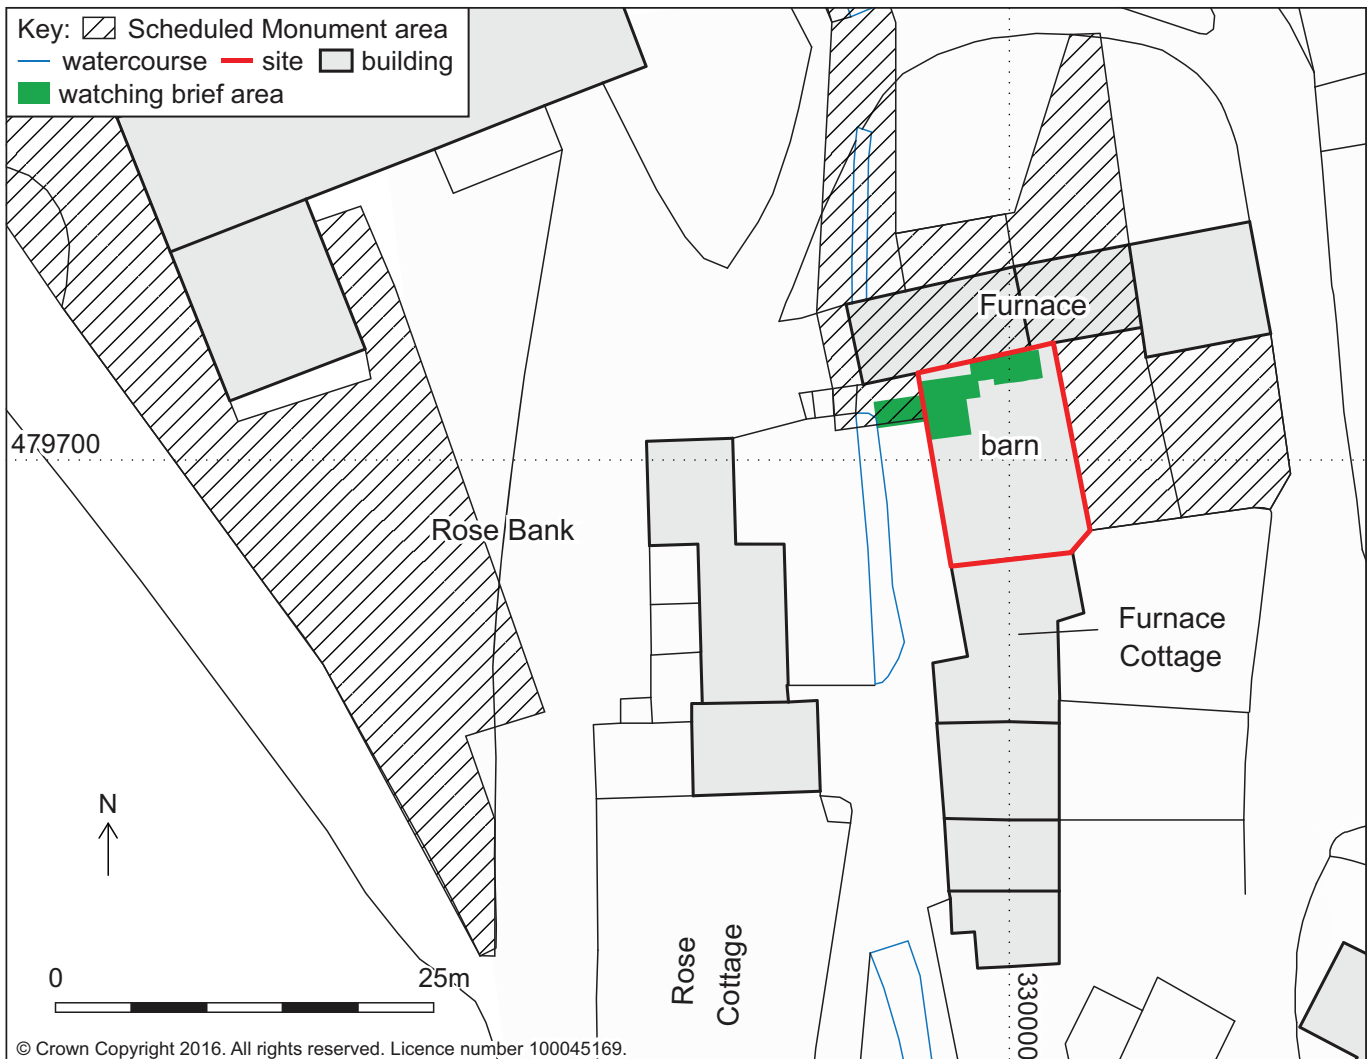 Key: Scheduled Monument area
watercourse site building
watching brief area
Furnace
479700
barn
Rose Bank
Furnace
Cottage
N
Rose
Cottage
0 25m
330000
© Crown Copyright 2016. All rights reserved. Licence number 100045169.